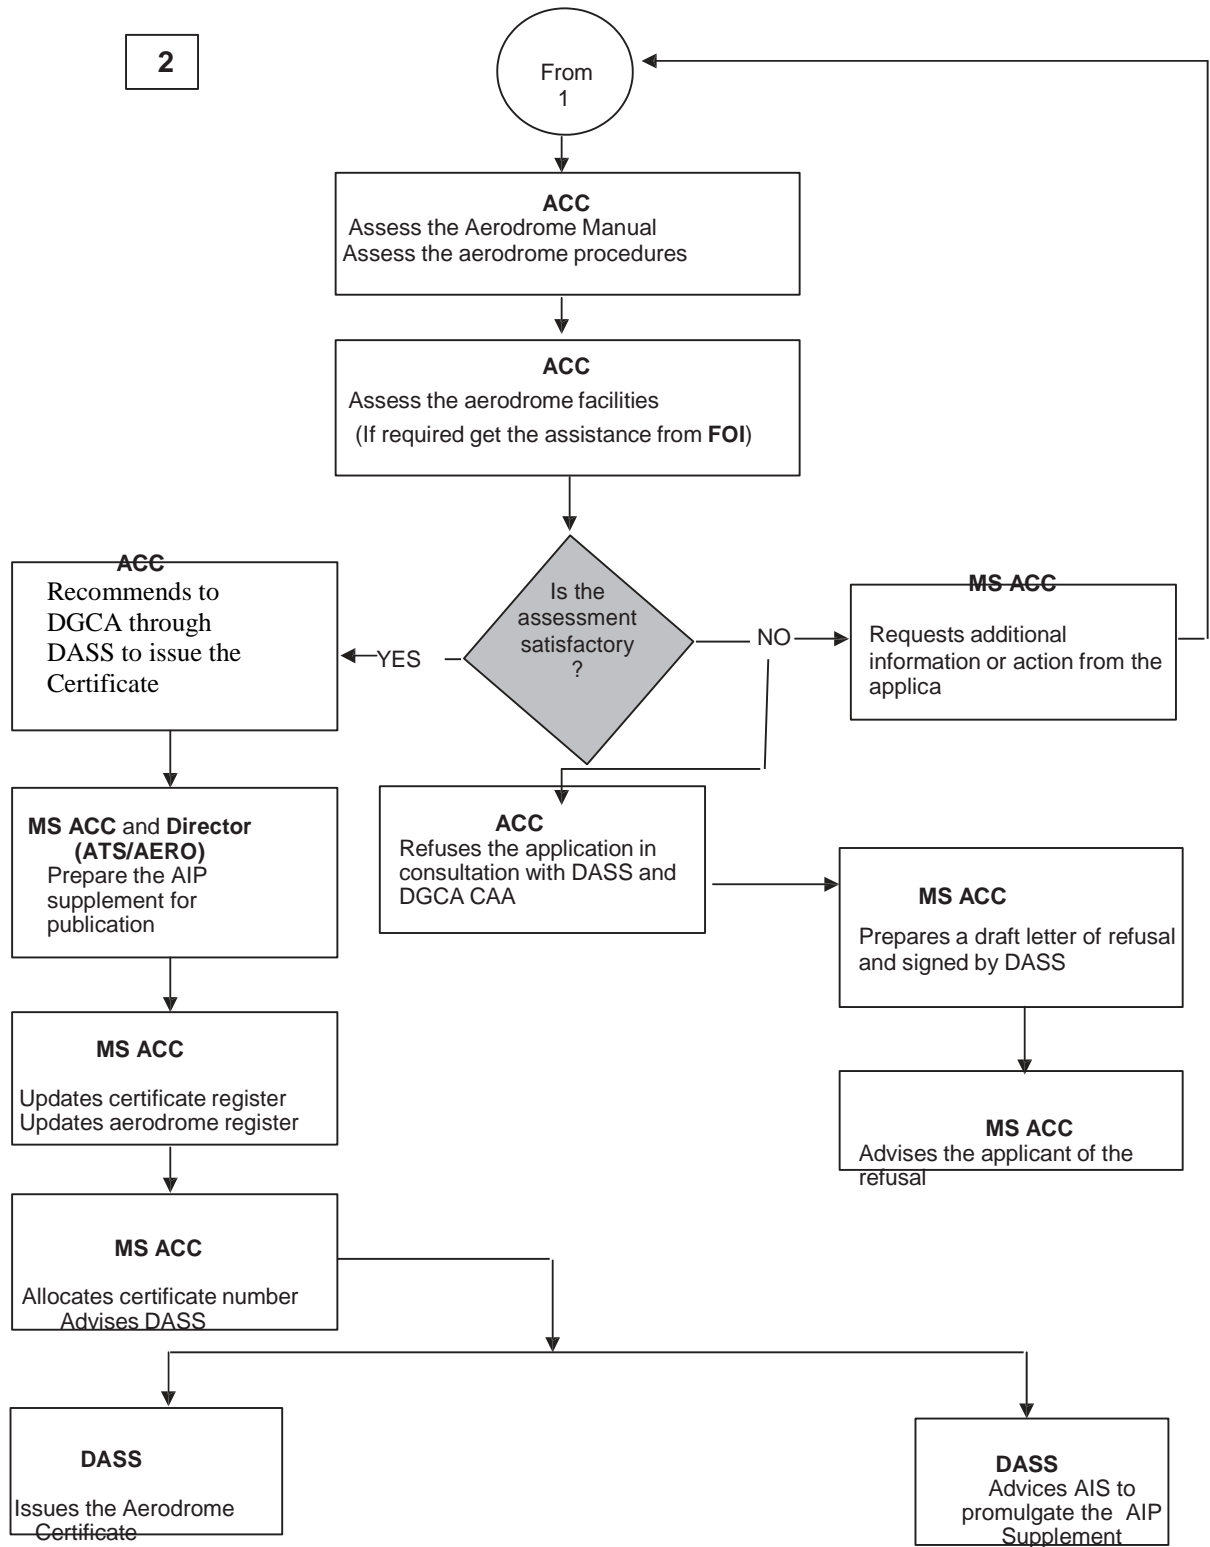 2
From
1
ACC
Assess the Aerodrome Manual
Assess the aerodrome procedures
ACC
Assess the aerodrome facilities
(If required get the assistance from FOI)
Is the
assessment
satisfactory
?
YES
NO
ACC
Recommends to
DGCA through
DASS to issue the
Certificate
MS ACC
Requests additional
information or action from the
applica
MS ACC and Director
(ATS/AERO)
Prepare the AIP
supplement for
publication
ACC
Refuses the application in
consultation with DASS and
DGCA CAA
MS ACC
Prepares a draft letter of refusal
and signed by DASS
MS ACC
Updates certificate register
Updates aerodrome register
MS ACC
Advises the applicant of the
refusal
MS ACC
Allocates certificate number
Advises DASS
DASS
Issues the Aerodrome
Certificate
DASS
Advices AIS to
promulgate the AIP
Supplement